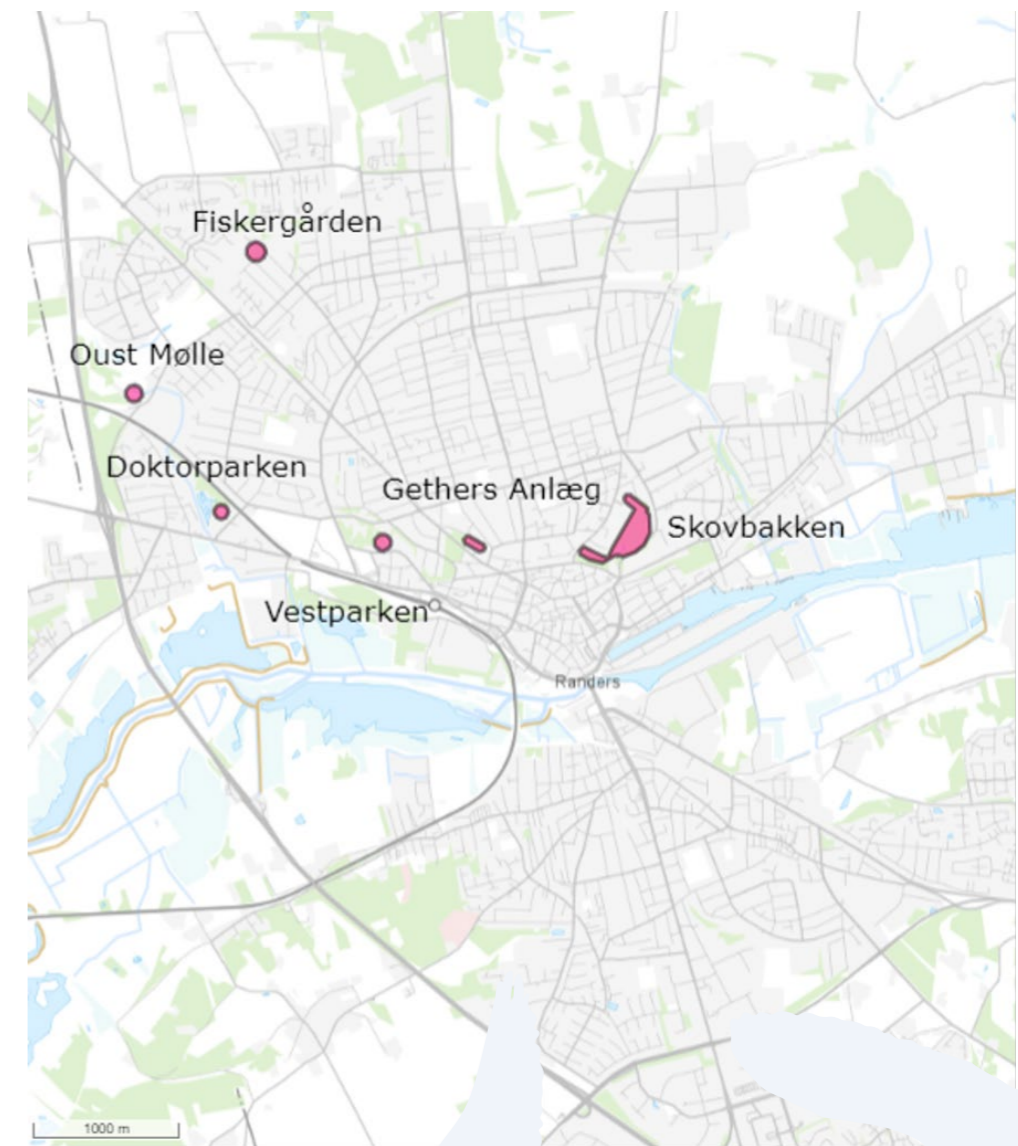 Fiskergården
Oust Mølle
Doktorparken
Gethers Anlæg
Skovbakken
Vestparken
Randers
1000 m